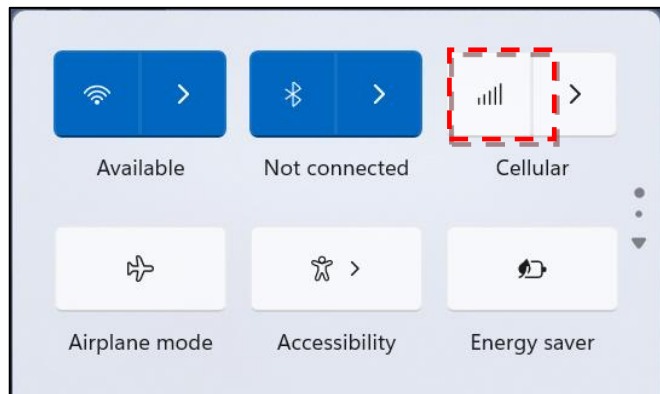 Available
Not connected
Cellular
Airplane mode
Accessibility
Energy saver